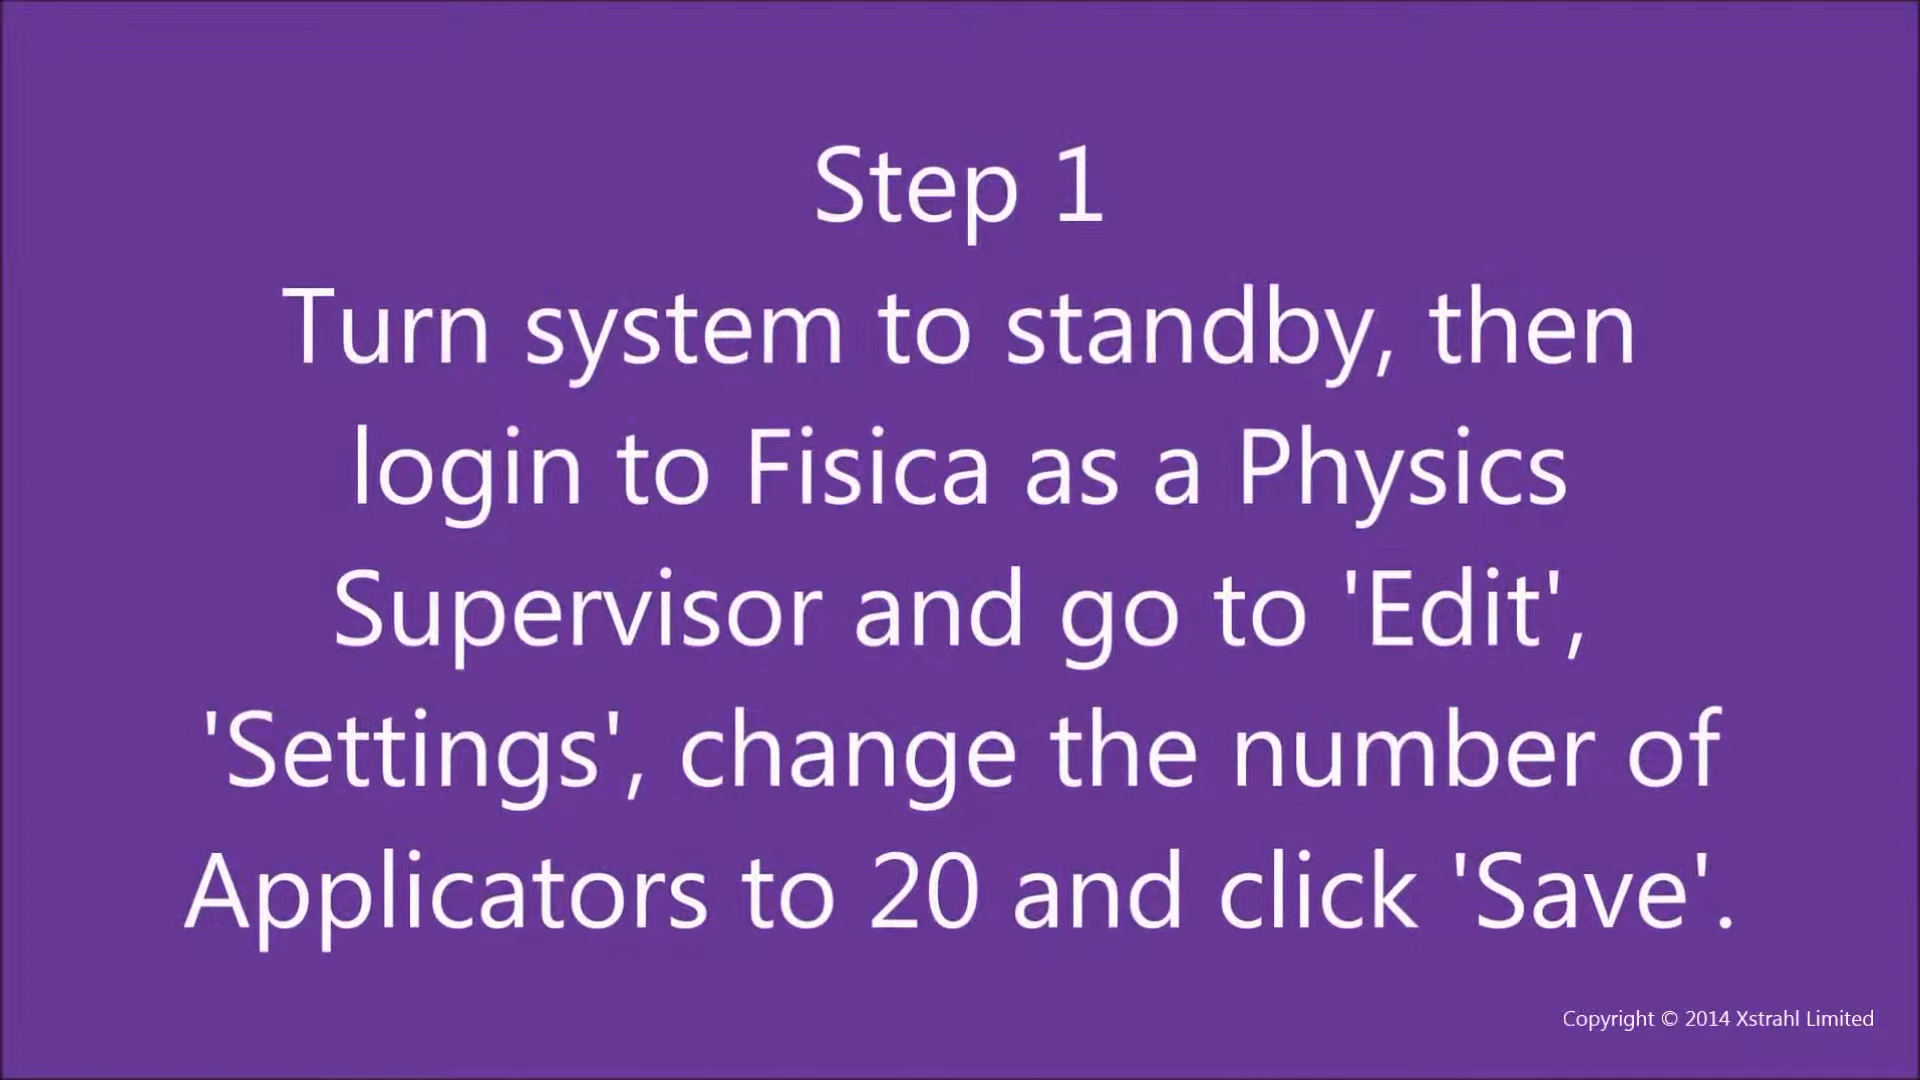 Step 1
Turn system to standby, then
login to Fisica as a Physics
Supervisor and go to 'Edit',
'Settings', change the number of
Applicators to 20 and click 'Save'.
Copyright © 2014 Xstrahl Limited